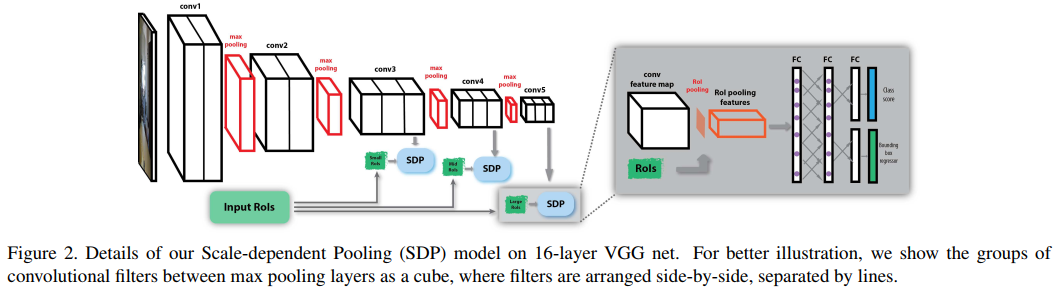 conv1
max
pooling
conv2
max
pooling
conv3
max
pooling
conv4
max
pooling
conv5
Small
RoIs
SDP
Mid
RoIs
SDP
Large
RoIs
SDP
Input RoIs
conv
feature map
RoI
pooling
RoI pooling
features
RoIs
FC
FC
FC
Class
score
Bounding
box
regressor
Figure 2. Details of our Scale-dependent Pooling (SDP) model on 16-layer VGG net. For better illustration, we show the groups of
convolutional filters between max pooling layers as a cube, where filters are arranged side-by-side, separated by lines.